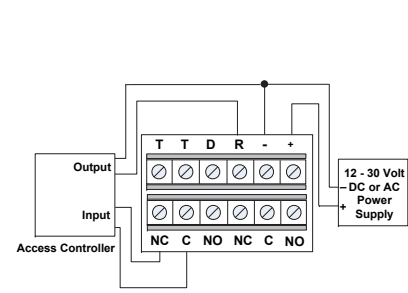 T T D R - +
Output
Input
Access Controller
NC C NO NC C NO
12 - 30 Volt
– DC or AC
Power
+ Supply